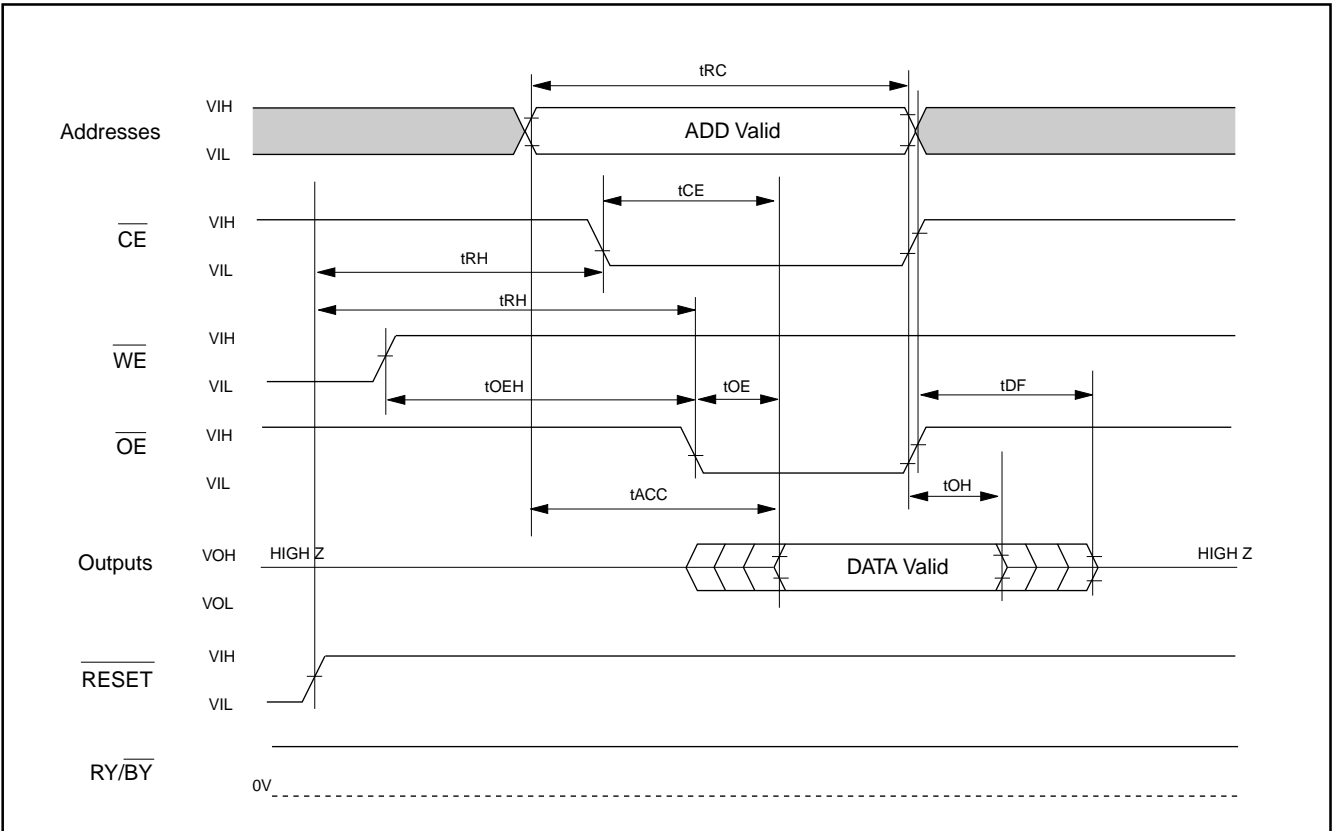 tRC
VIH
Addresses
ADD Valid
VIL
tCE
VIH
CE
VIL
tRH
tRH
VIH
WE
VIL
tOEH
tOE
tDF
VIH
OE
VIL
tACC
tOH
VOH
HIGH Z
HIGH Z
Outputs
DATA Valid
VOL
VIH
RESET
VIL
RY/BY
0V